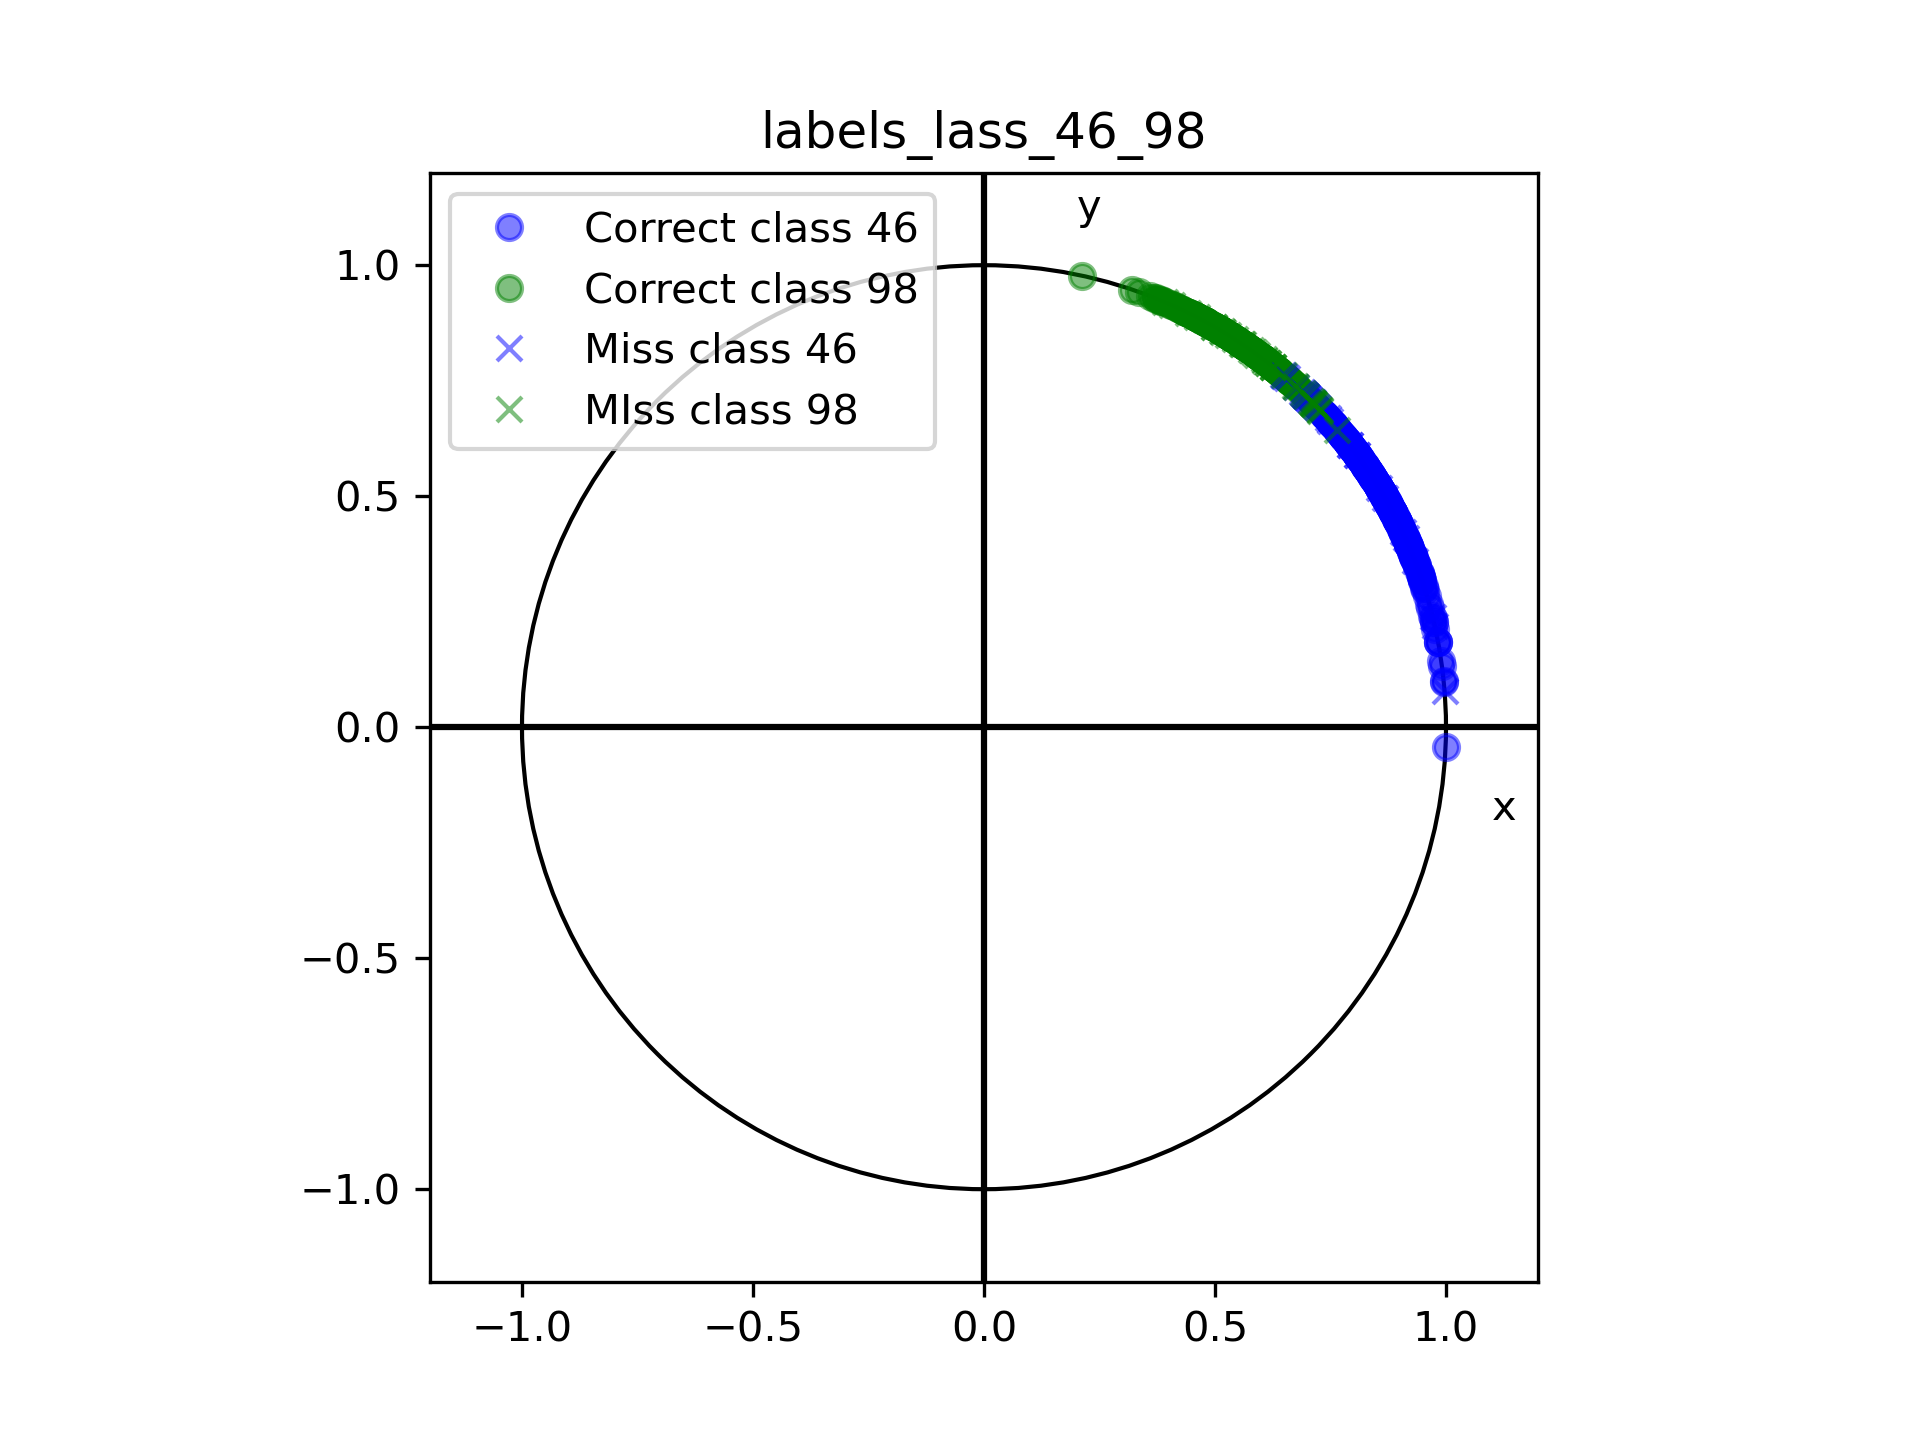 labels_lass_46_98
y
Correct class 46
Correct class 98
Miss class 46
MIss class 98
1.0
0.5
0.0
x
−0.5
−1.0
−1.0 −0.5 0.0 0.5 1.0